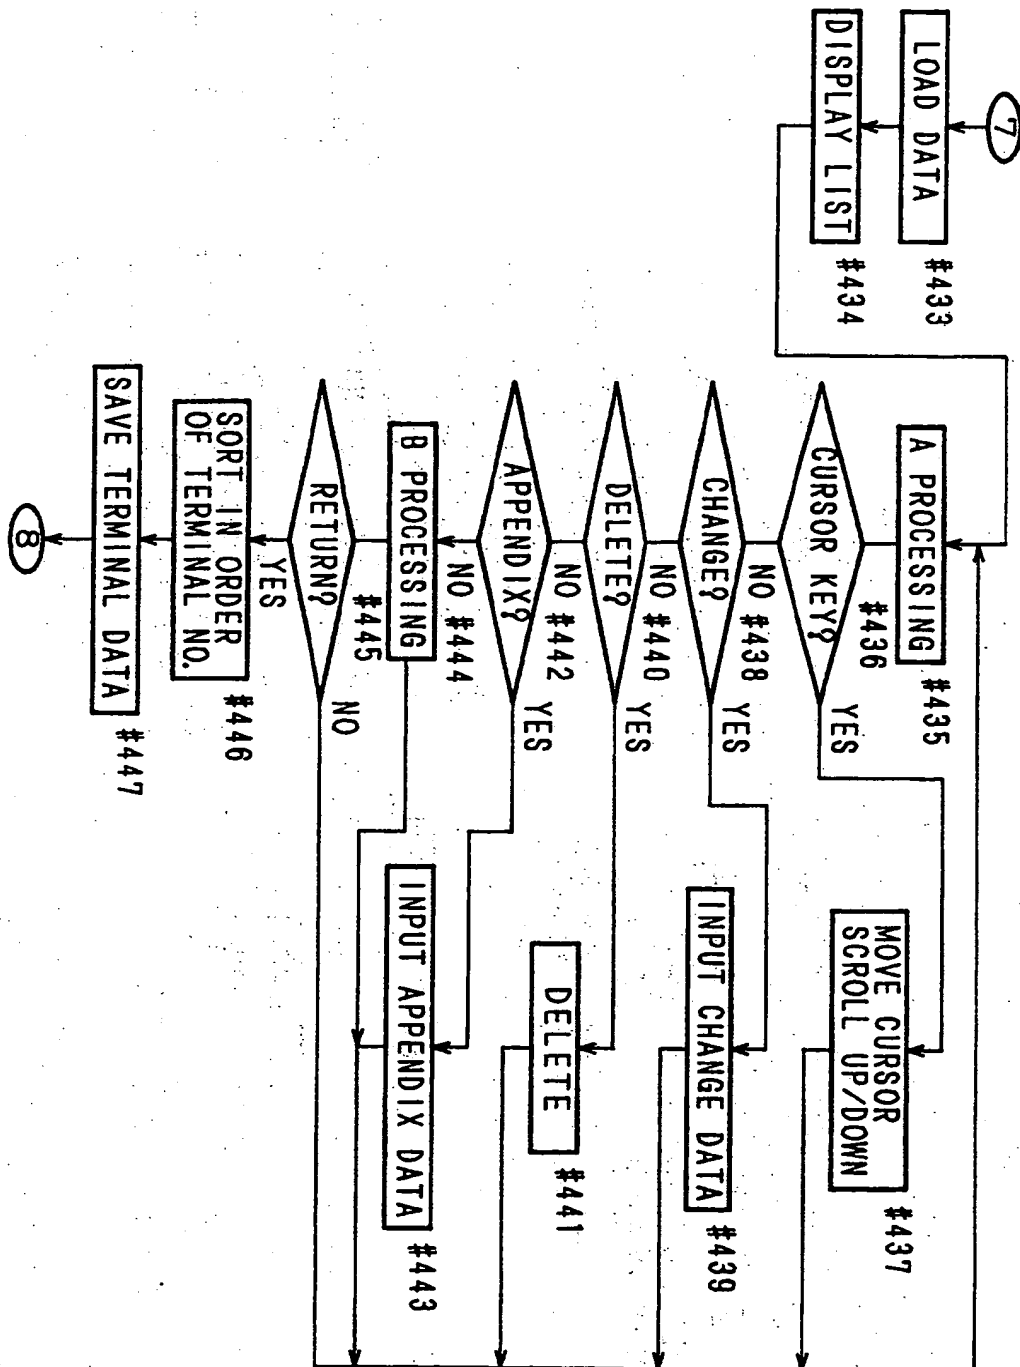 7
LOAD DATA
#433
DISPLAY LIST
#434
A PROCESSING
#435
CURSOR KEY?
#436
YES
NO
MOVE CURSOR
SCROLL UP/DOWN
#437
CHANGE?
#438
YES
NO
INPUT CHANGE DATA
#439
DELETE?
#440
YES
NO
DELETE
#441
APPENDIX?
#442
YES
NO
INPUT APPENDIX DATA
#443
B PROCESSING
#444
RETURN?
#445
NO
YES
SORT IN ORDER
OF TERMINAL NO.
#446
SAVE TERMINAL DATA
#447
8